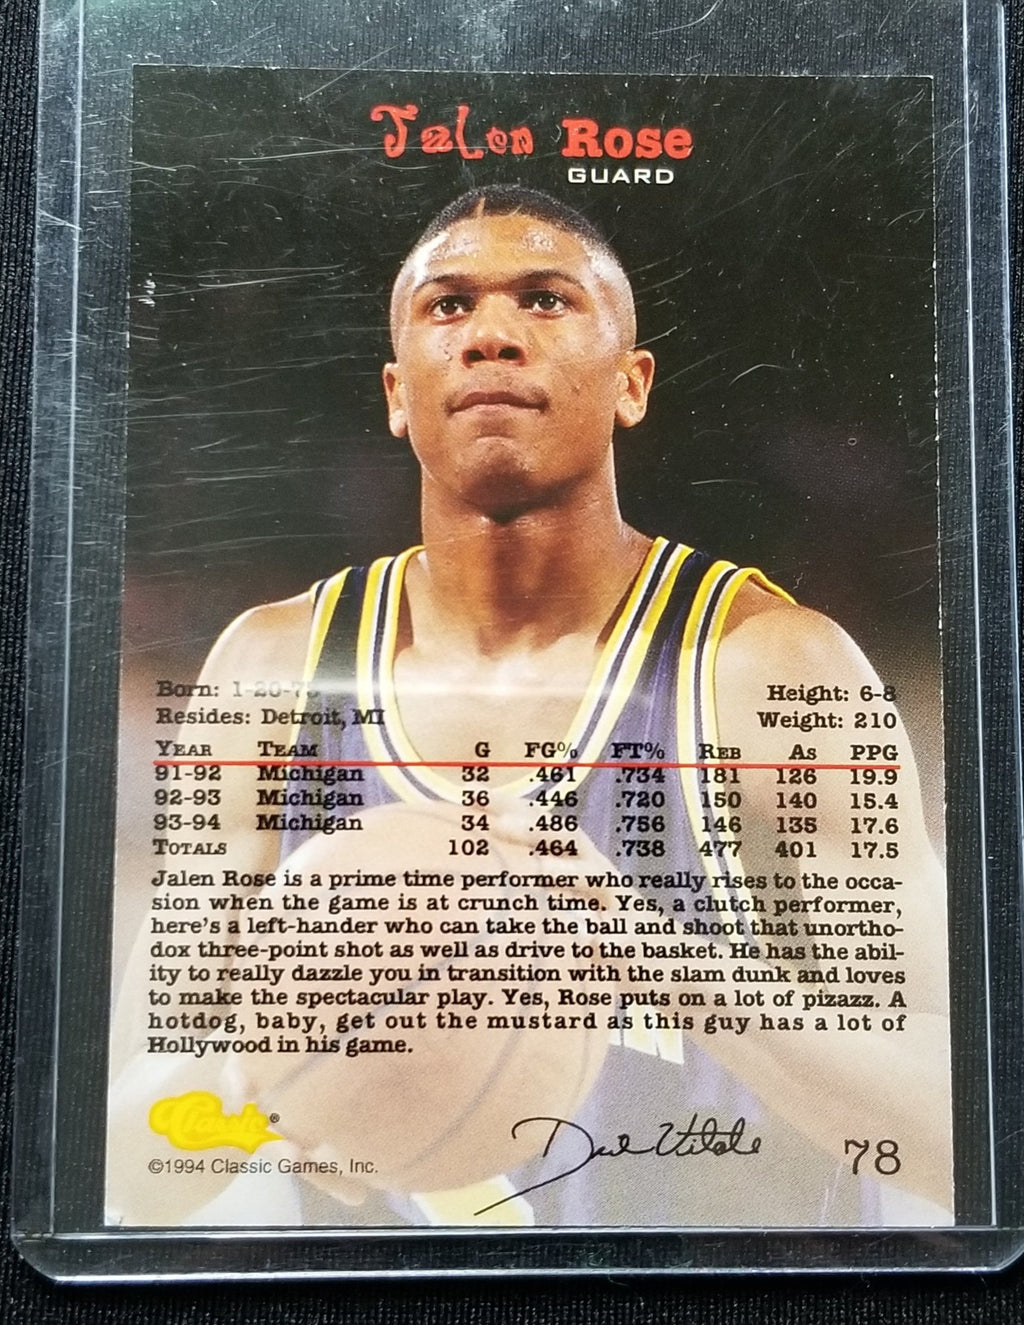 Jalen Rose
GUARD
Born: 1-20-73 Height: 6-8
Resides: Detroit, MI Weight: 210
YEAR TEAM G FG% FT% REB AS PPG
91-92 Michigan 32 .461 .734 181 126 19.9
92-93 Michigan 36 .446 .720 150 140 15.4
93-94 Michigan 34 .486 .756 146 135 17.6
TOTALS 102 .464 .738 477 401 17.5
Jalen Rose is a prime time performer who really rises to the occa-
sion when the game is at crunch time. Yes, a clutch performer,
here's a left-hander who can take the ball and shoot that unortho-
dox three-point shot as well as drive to the basket. He has the abil-
ity to really dazzle you in transition with the slam dunk and loves
to make the spectacular play. Yes, Rose puts on a lot of pizazz. A
hotdog, baby, get out the mustard as this guy has a lot of
Hollywood in his game.
Classic®
©1994 Classic Games, Inc.
Dick Vitale
78